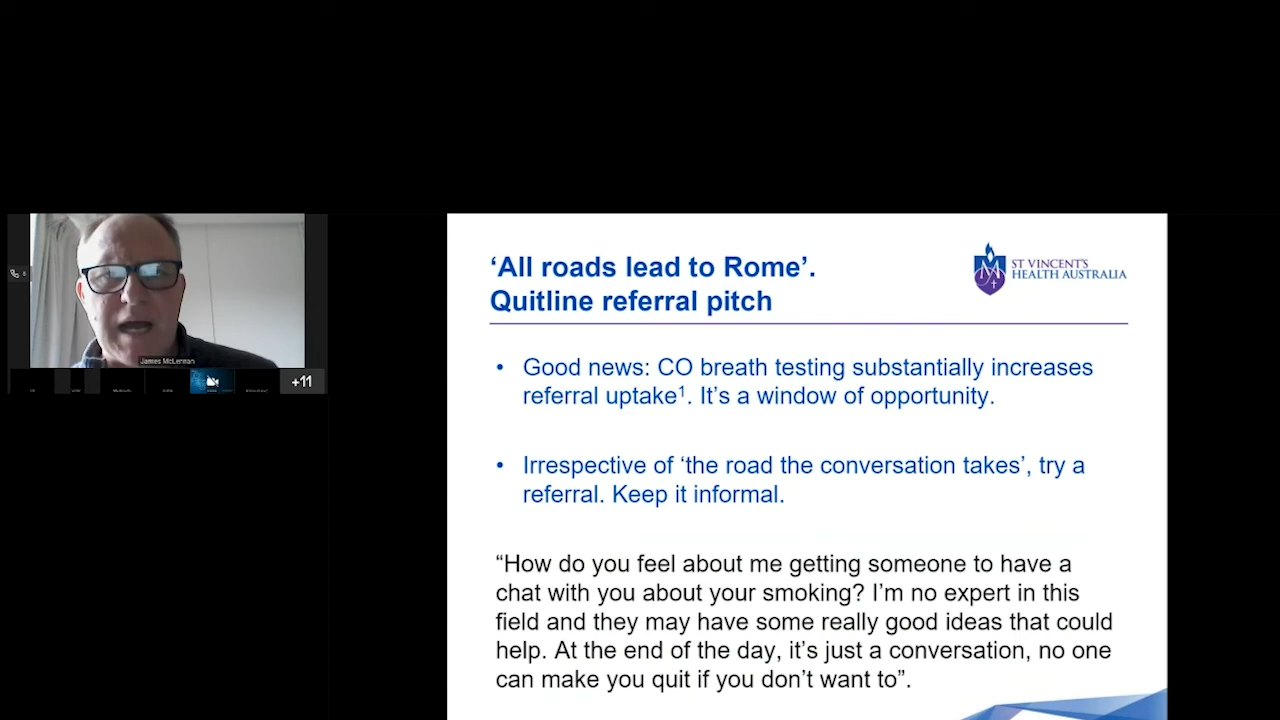 ‘All roads lead to Rome’.
Quitline referral pitch
ST VINCENT'S
HEALTH AUSTRALIA
• Good news: CO breath testing substantially increases
referral uptake¹. It’s a window of opportunity.
• Irrespective of ‘the road the conversation takes’, try a
referral. Keep it informal.
“How do you feel about me getting someone to have a
chat with you about your smoking? I’m no expert in this
field and they may have some really good ideas that could
help. At the end of the day, it’s just a conversation, no one
can make you quit if you don’t want to”.
James McLennan
+11